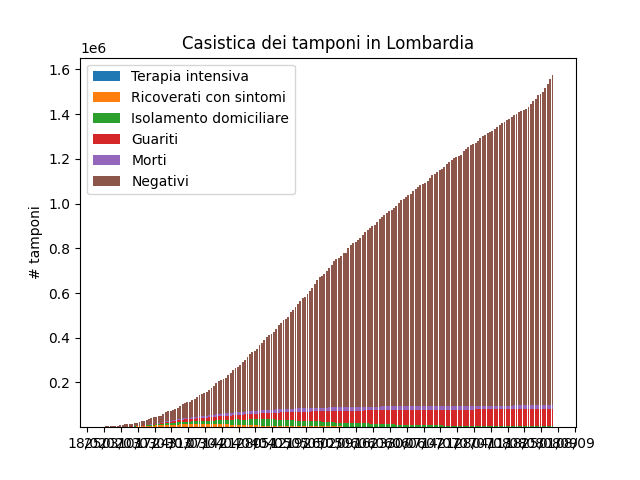 Casistica dei tamponi in Lombardia
1e6
1.6
1.4
1.2
1.0
0.8
0.6
0.4
0.2
# tamponi
Terapia intensiva
Ricoverati con sintomi
Isolamento domiciliare
Guariti
Morti
Negativi